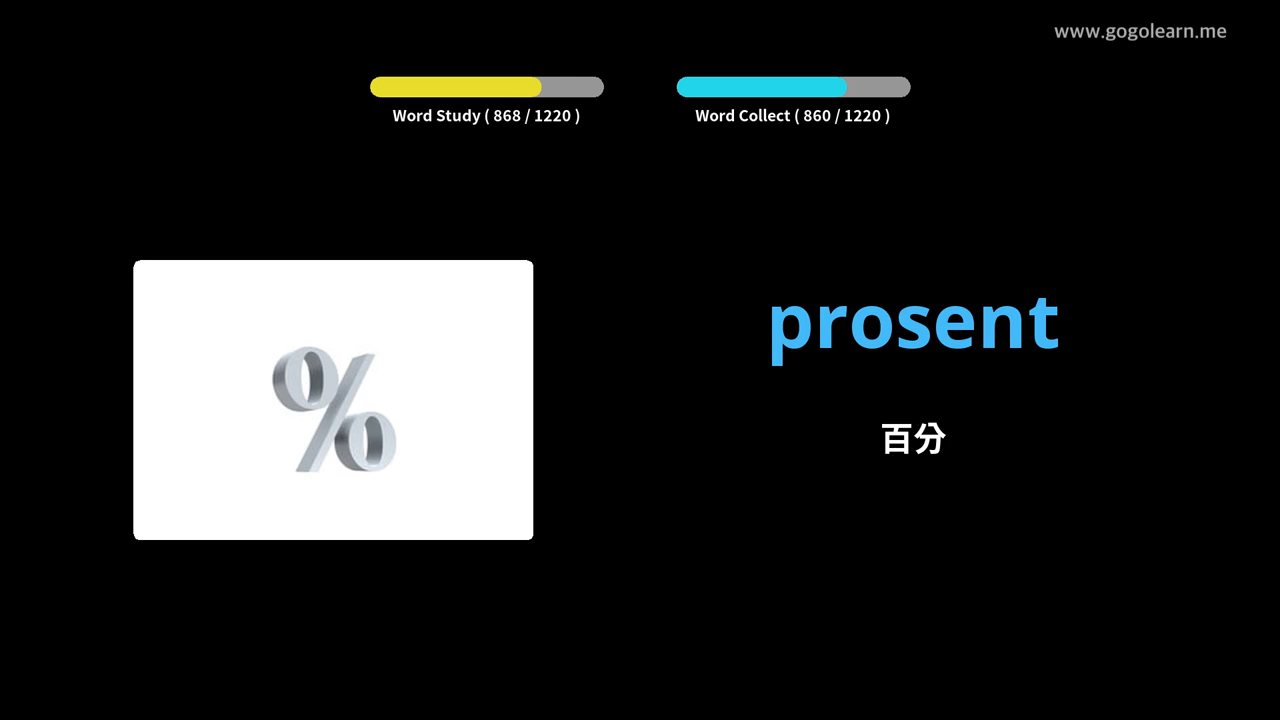 www.gogolearn.me
Word Study ( 868 / 1220 )
Word Collect ( 860 / 1220 )
%
prosent
百分